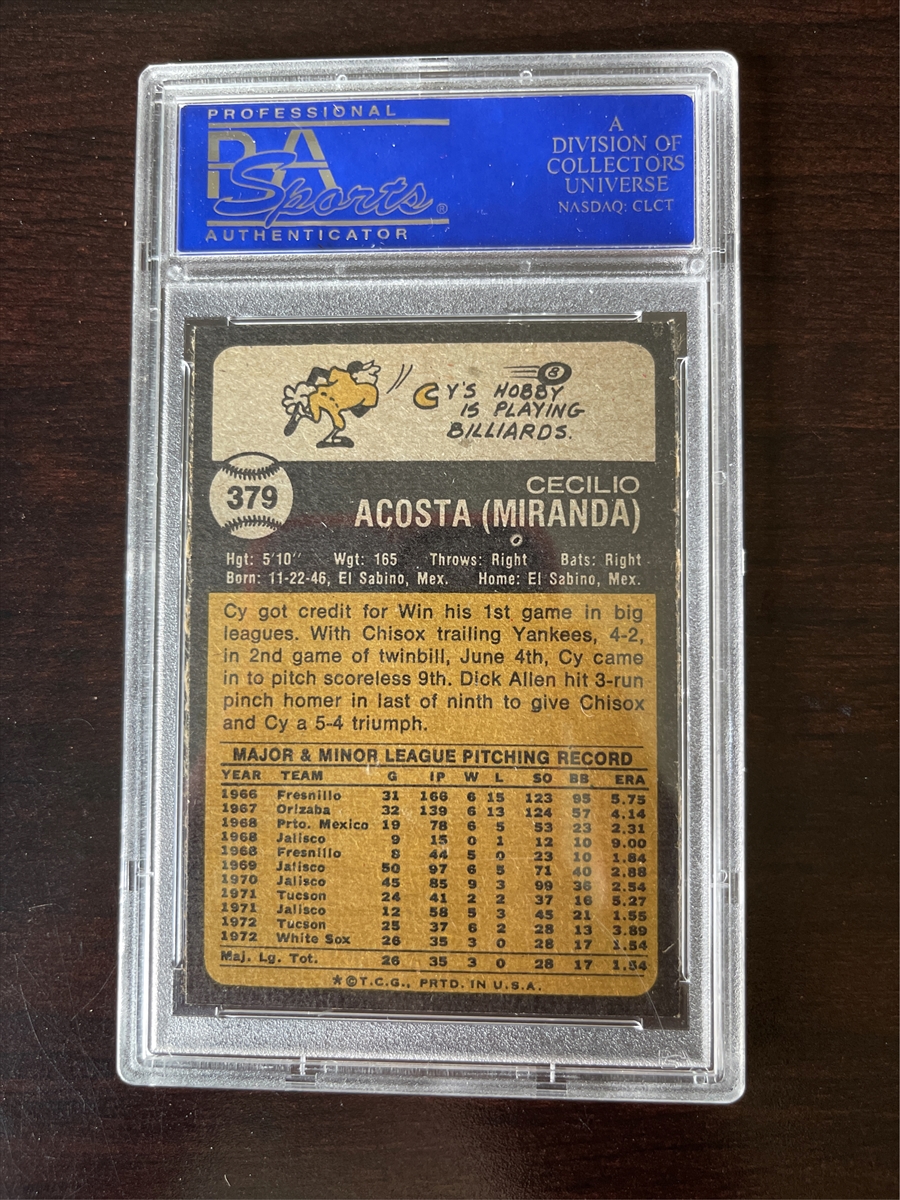 PROFESSIONAL
PSA
Sports®
AUTHENTICATOR
A
DIVISION OF
COLLECTORS
UNIVERSE
NASDAQ: CLCT
8
CY'S HOBBY
IS PLAYING
BILLIARDS.
379
CECILIO
ACOSTA (MIRANDA)
Hgt: 5'10" Wgt: 165 Throws: Right Bats: Right
Born: 11-22-46, El Sabino, Mex. Home: El Sabino, Mex.
Cy got credit for Win his 1st game in big
leagues. With Chisox trailing Yankees, 4-2,
in 2nd game of twinbill, June 4th, Cy came
in to pitch scoreless 9th. Dick Allen hit 3-run
pinch homer in last of ninth to give Chisox
and Cy a 5-4 triumph.
MAJOR & MINOR LEAGUE PITCHING RECORD
YEAR TEAM G IP W L SO BB ERA
1966 Fresnillo 31 166 6 15 123 95 5.75
1967 Orizaba 32 139 6 13 124 57 4.14
1968 Prto. Mexico 19 78 6 5 53 23 2.31
1968 Jalisco 9 15 0 1 12 10 9.00
1968 Fresnillo 8 44 5 0 23 10 1.84
1969 Jalisco 50 97 6 5 71 40 2.88
1970 Jalisco 45 85 9 3 99 36 2.54
1971 Tucson 24 41 2 2 37 16 5.27
1971 Jalisco 12 58 5 3 45 21 1.55
1972 Tucson 25 37 6 2 28 13 3.89
1972 White Sox 26 35 3 0 28 17 1.54
Maj. Lg. Tot. 26 35 3 0 28 17 1.54
*©T.C.G., PRTD. IN U.S.A.